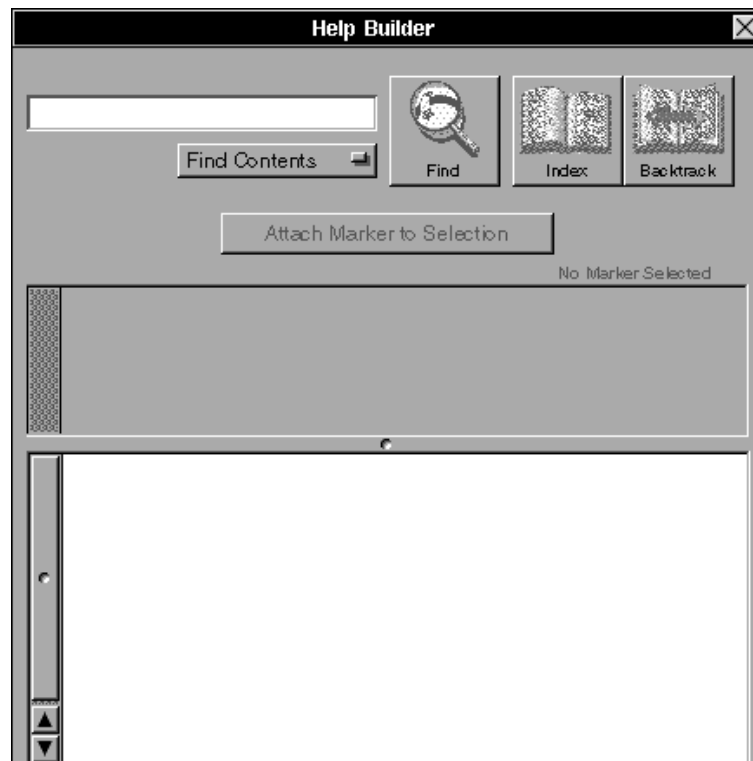 Help Builder
Find Contents
Find
Index
Backtrack
Attach Marker to Selection
No Marker Selected